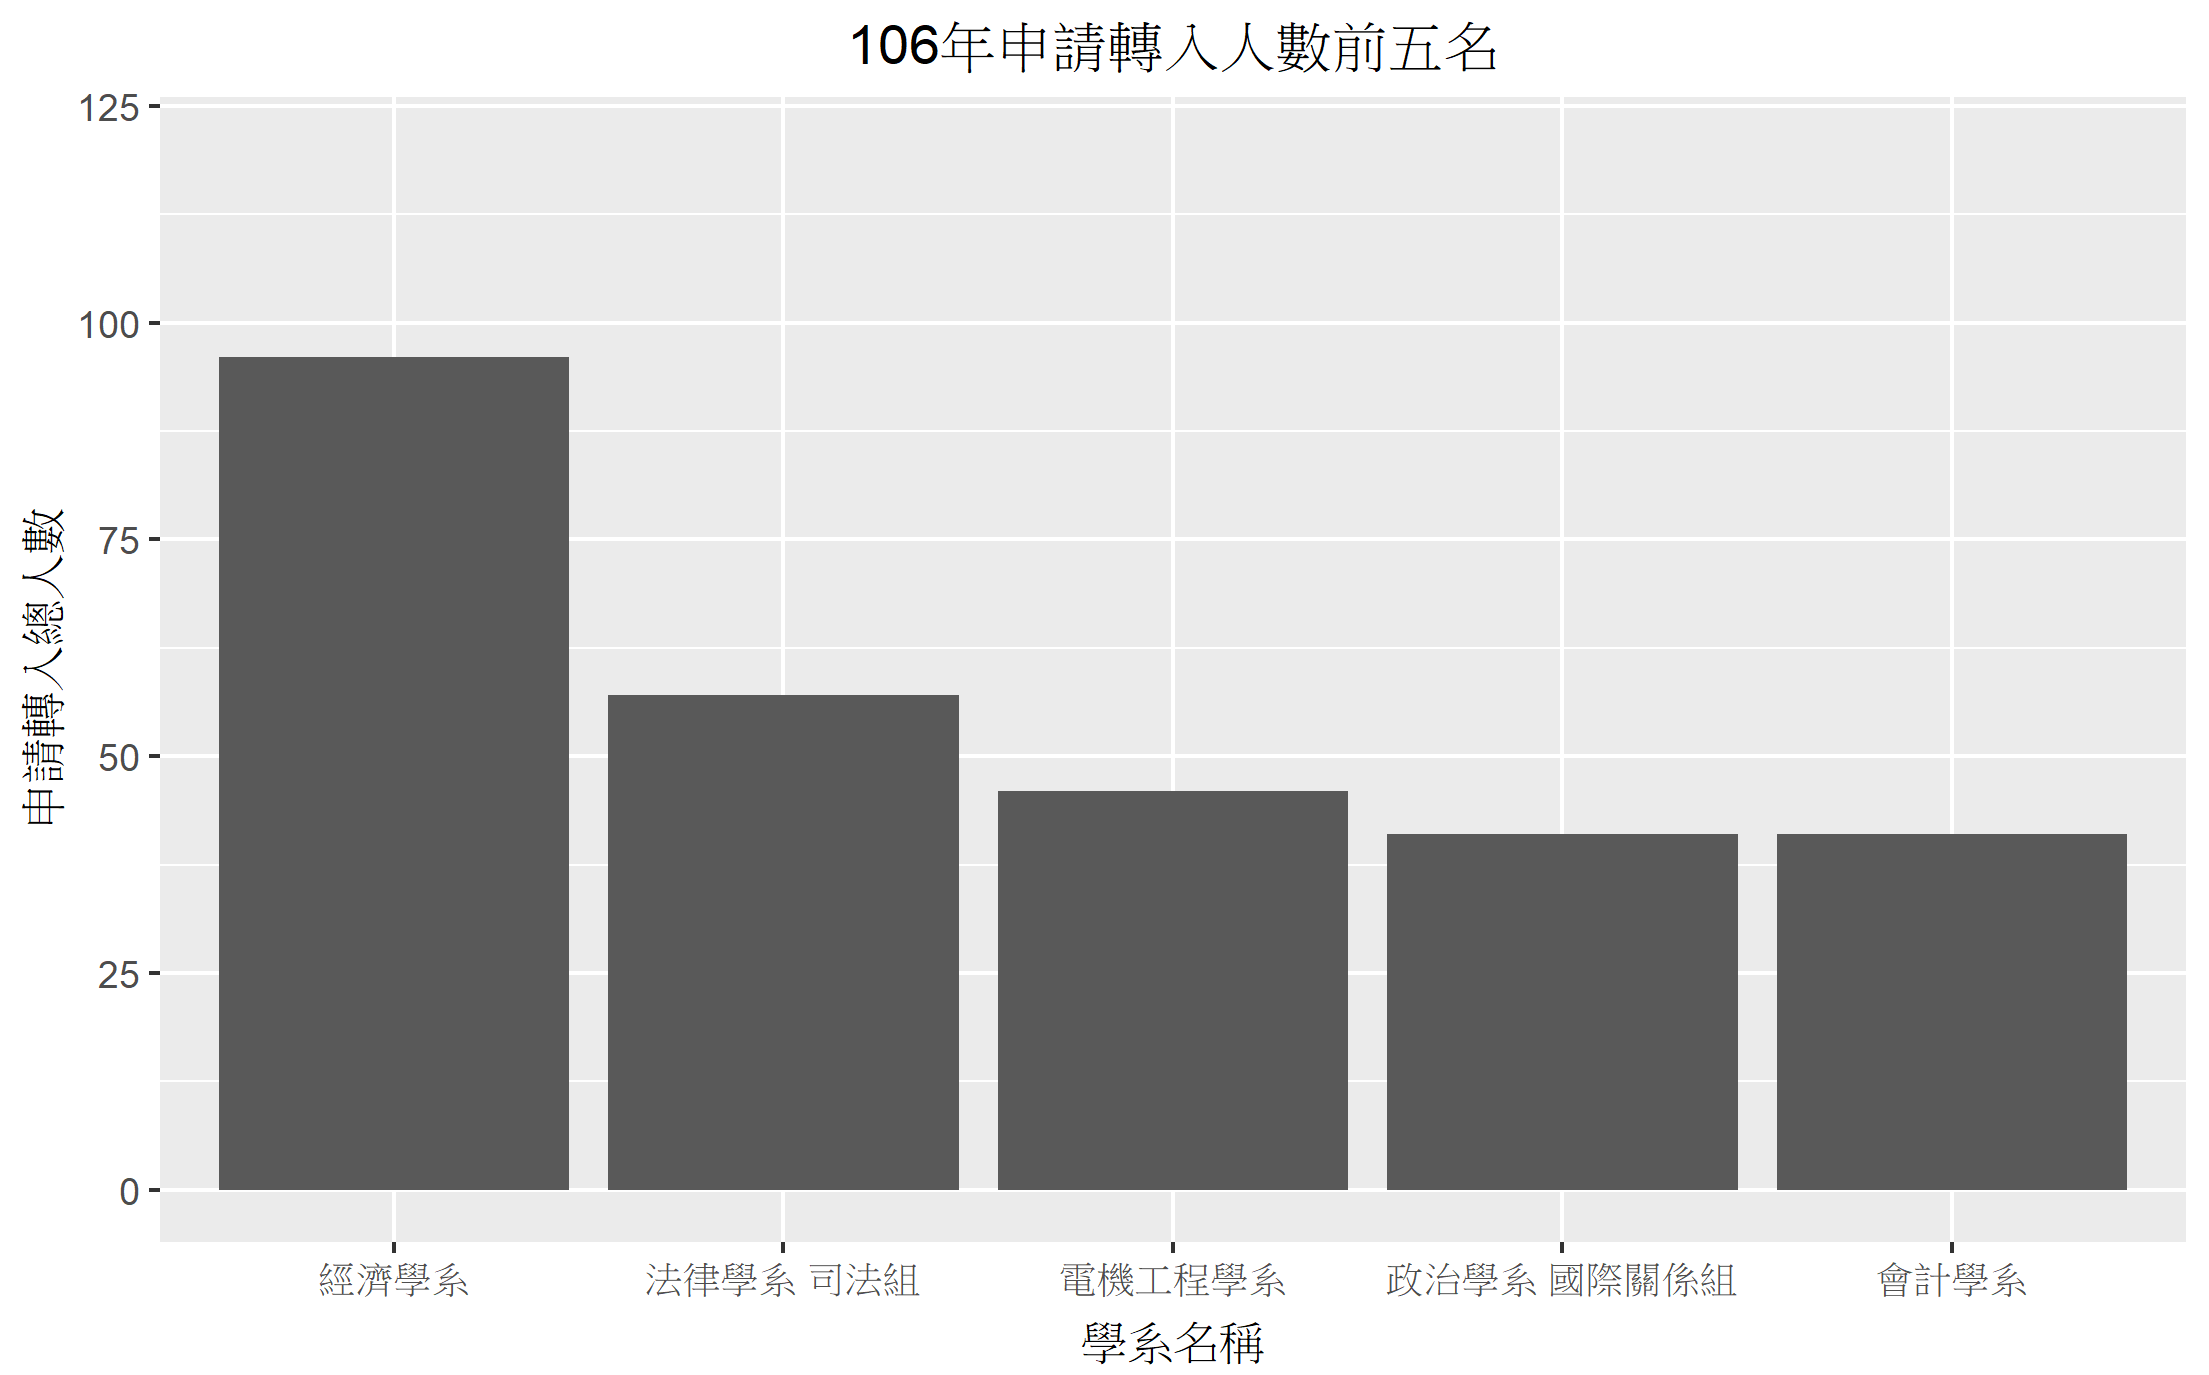 106年申請轉入人數前五名
申請轉入總人數
125
100
75
50
25
0
經濟學系
法律學系 司法組
電機工程學系
政治學系 國際關係組
會計學系
學系名稱